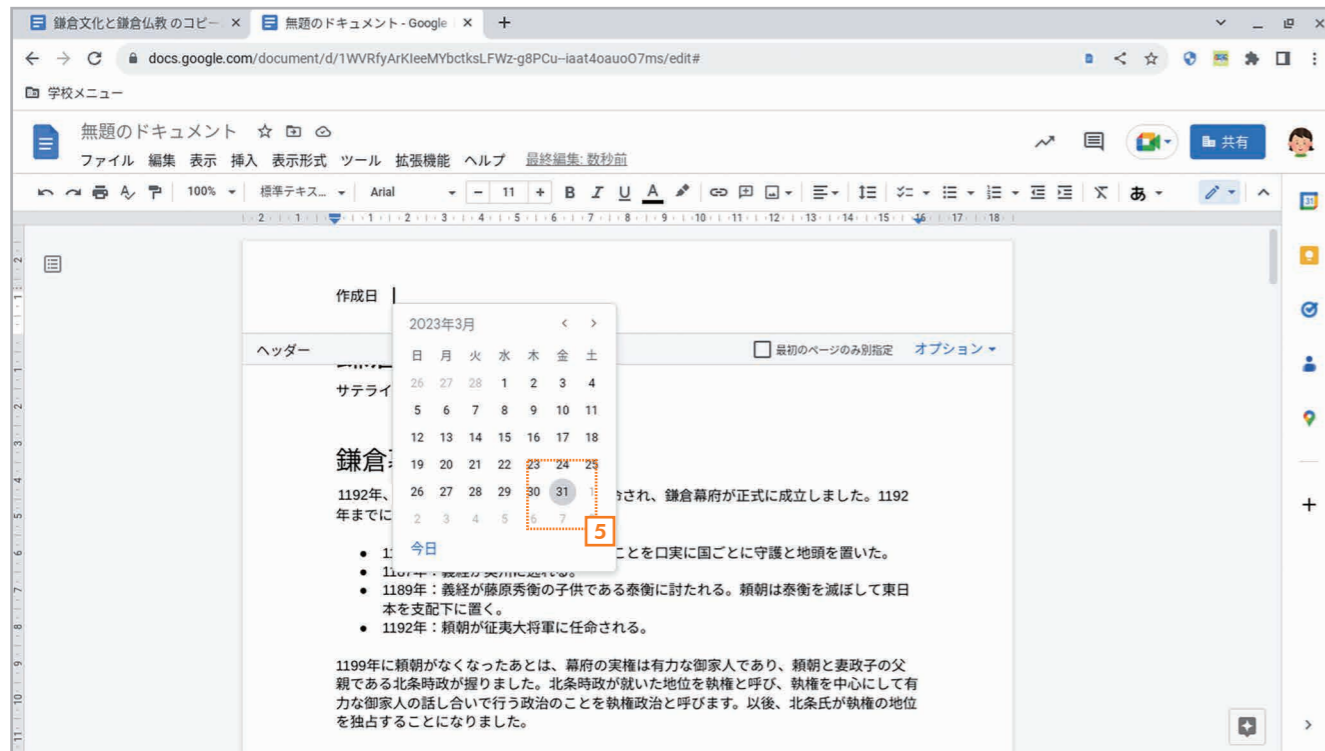 鎌倉文化と鎌倉仏教 のコピー
無題のドキュメント - Google
docs.google.com/document/d/1WVRfyArKIeeMYbctksLFWz-g8PCu--iaat4oauoO7ms/edit#
学校メニュー
無題のドキュメント
共有
ファイル 編集 表示 挿入 表示形式 ツール 拡張機能 ヘルプ 最終編集: 数秒前
100% 標準テキス... Arial - 11 + B I U A あ
2 1 1 2 3 4 5 6 7 8 9 10 11 12 13 14 15 16 17 18
作成日
2023年3月
ヘッダー
最初のページのみ別指定 オプション
日 月 火 水 木 金 土
26 27 28 1 2 3 4
5 6 7 8 9 10 11
12 13 14 15 16 17 18
19 20 21 22 23 24 25
26 27 28 29 30 31 1
2 3 4 5 6 7
5
今日
サテライ
鎌倉
1192年、
され、鎌倉幕府が正式に成立しました。1192
年までに
ことを口実に国ごとに守護と地頭を置いた。
● 1189年：義経が藤原秀衡の子供である泰衡に討たれる。頼朝は泰衡を滅ぼして東日
本を支配下に置く。
● 1192年：頼朝が征夷大将軍に任命される。
1199年に頼朝がなくなったあとは、幕府の実権は有力な御家人であり、頼朝と妻政子の父
親である北条時政が握りました。北条時政が就いた地位を執権と呼び、執権を中心にして有
力な御家人の話し合いで行う政治のことを執権政治と呼びます。以後、北条氏が執権の地位
を独占することになりました。